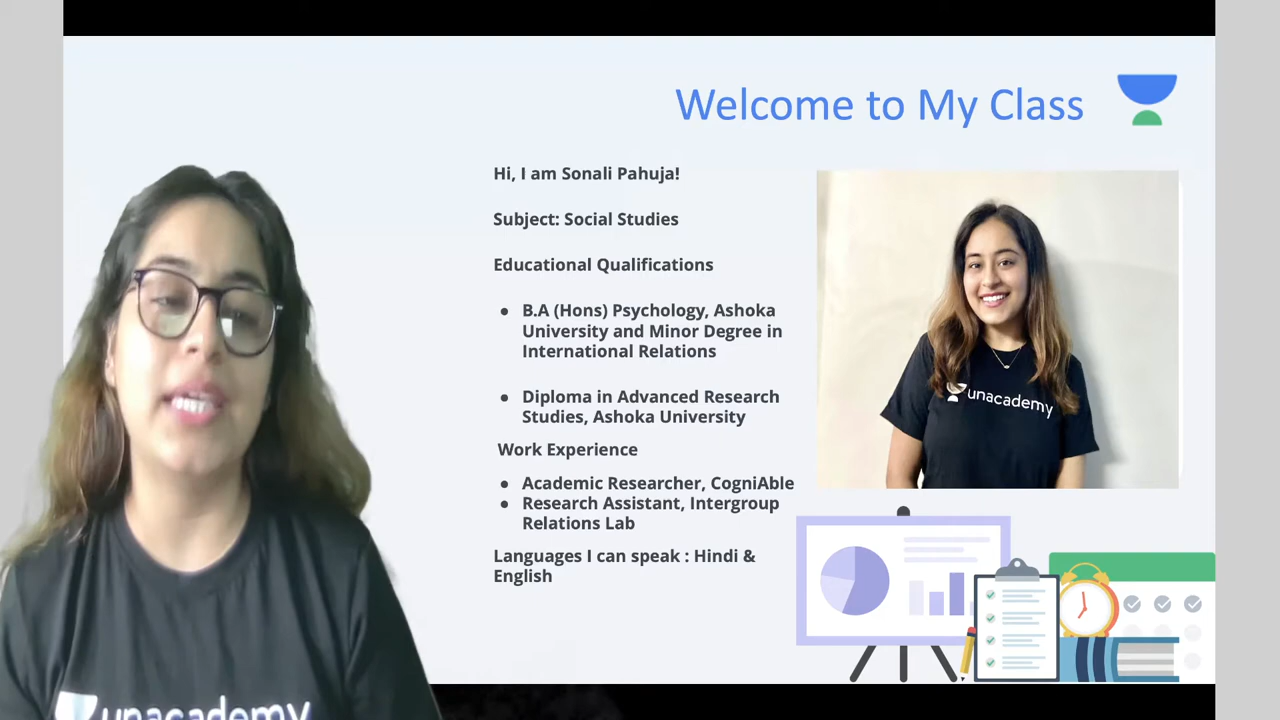 Welcome to My Class
Hi, I am Sonali Pahuja!
Subject: Social Studies
Educational Qualifications
● B.A (Hons) Psychology, Ashoka
University and Minor Degree in
International Relations
● Diploma in Advanced Research
Studies, Ashoka University
Work Experience
● Academic Researcher, CogniAble
● Research Assistant, Intergroup
Relations Lab
Languages I can speak : Hindi &
English
unacademy
unacademy